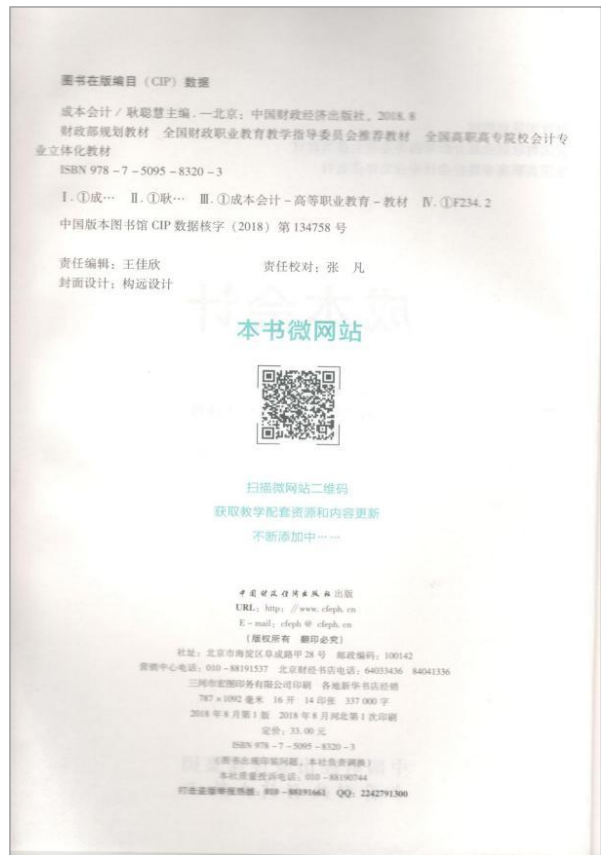 图书在版编目（CIP）数据
成本会计／耿聪慧主编．—北京：中国财政经济出版社，2018.8
财政部规划教材　全国财政职业教育教学指导委员会推荐教材　全国高职高专院校会计专
业立体化教材
ISBN 978－7－5095－8320－3
Ⅰ．①成…　Ⅱ．①耿…　Ⅲ．①成本会计－高等职业教育－教材　Ⅳ．①F234.2
中国版本图书馆 CIP 数据核字（2018）第 134758 号
责任编辑：王佳欣　责任校对：张　凡
封面设计：构远设计
成本会计
本书微网站
扫描微网站二维码
获取教学配套资源和内容更新
不断添加中……
中国财政经济出版社 出版
URL：http：//www.cfeph.cn
E－mail：cfeph @ cfeph.cn
（版权所有　翻印必究）
社址：北京市海淀区阜成路甲 28 号　邮政编码：100142
营销中心电话：010－88191537　北京财经书店电话：64033436　84041336
三河市宏图印务有限公司印刷　各地新华书店经销
787×1092 毫米　16 开　14 印张　337 000 字
2018 年 8 月第 1 版　2018 年 8 月河北第 1 次印刷
定价：33.00 元
ISBN 978－7－5095－8320－3
（图书出现印装问题，本社负责调换）
本社质量投诉电话：010－88190744
打击盗版举报热线：010－88191661　QQ：2242791300